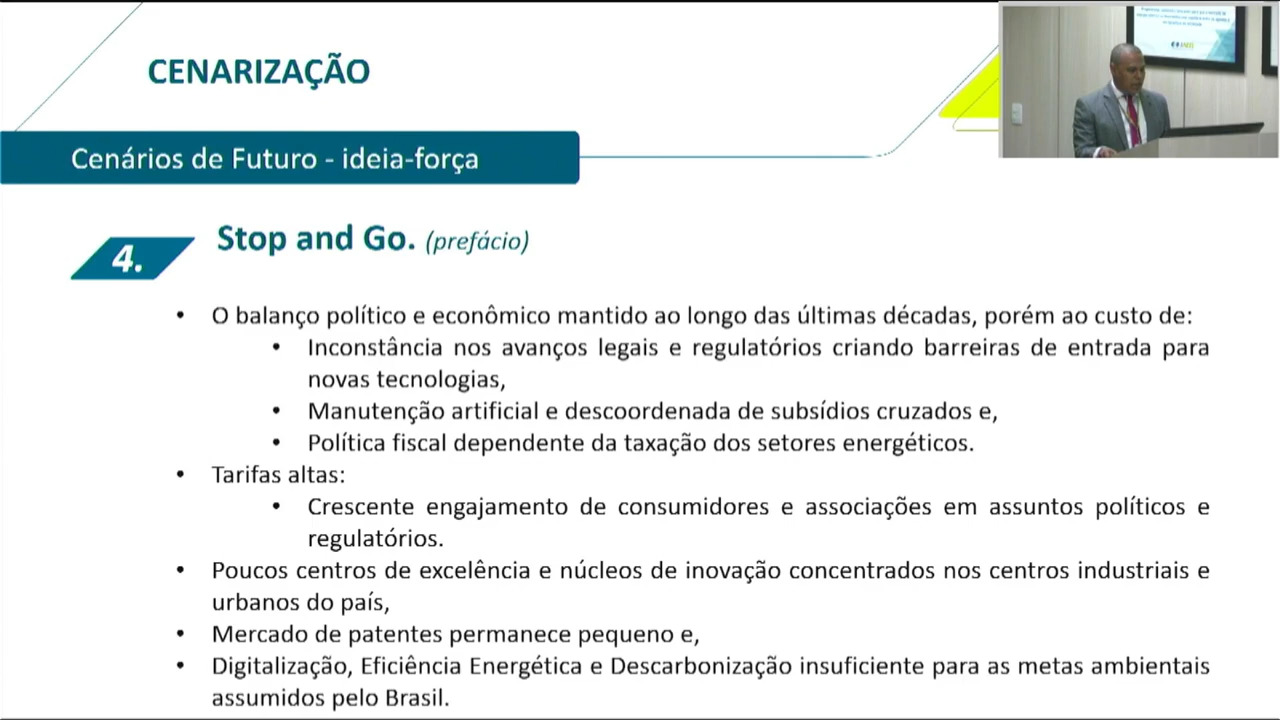 CENARIZAÇÃO
Cenários de Futuro - ideia-força
4.
Stop and Go. (prefácio)
• O balanço político e econômico mantido ao longo das últimas décadas, porém ao custo de:
• Inconstância nos avanços legais e regulatórios criando barreiras de entrada para
novas tecnologias,
• Manutenção artificial e descoordenada de subsídios cruzados e,
• Política fiscal dependente da taxação dos setores energéticos.
• Tarifas altas:
• Crescente engajamento de consumidores e associações em assuntos políticos e
regulatórios.
• Poucos centros de excelência e núcleos de inovação concentrados nos centros industriais e
urbanos do país,
• Mercado de patentes permanece pequeno e,
• Digitalização, Eficiência Energética e Descarbonização insuficiente para as metas ambientais
assumidos pelo Brasil.